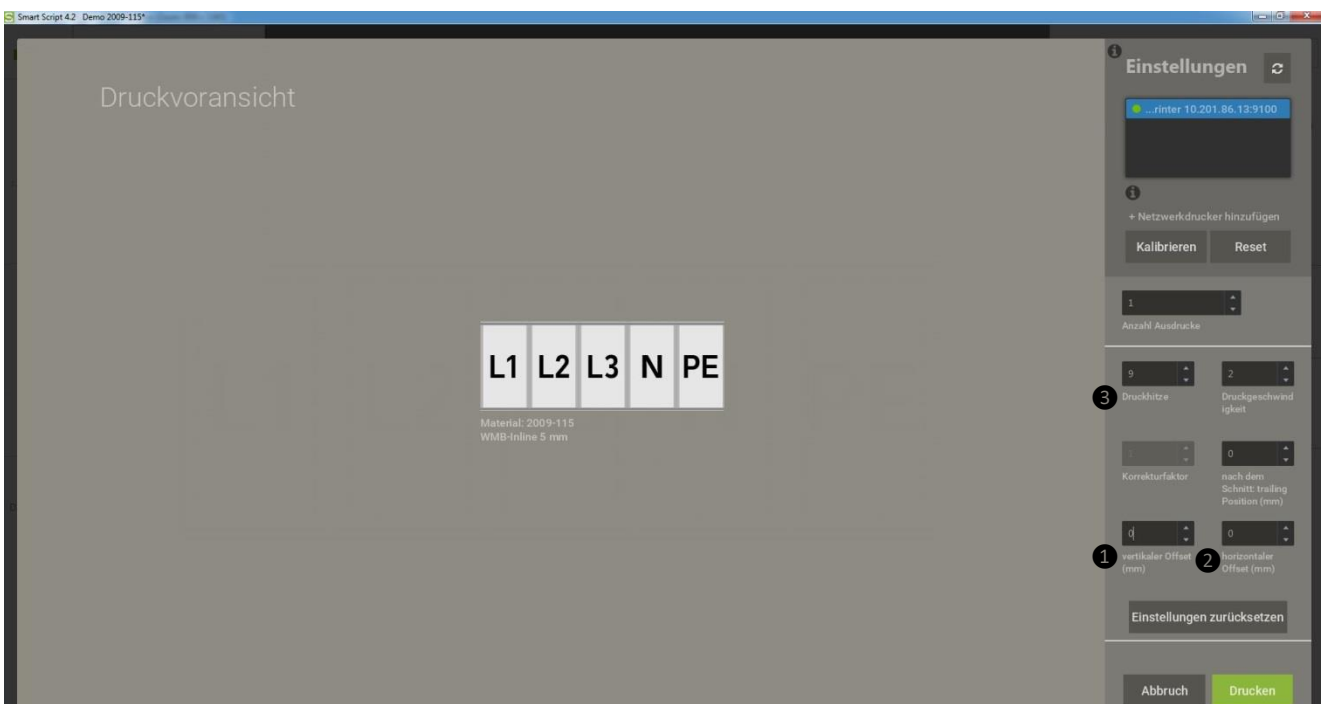 Smart Script 4.2 Demo 2009-115*
Druckvoransicht
L1 L2 L3 N PE
Material: 2009-115
WMB-Inline 5 mm
Einstellungen
...rinter 10.201.86.13:9100
+ Netzwerkdrucker hinzufügen
Kalibrieren Reset
1
Anzahl Ausdrucke
9 2
3 Druckhitze Druckgeschwind
igkeit
0
Korrekturfaktor nach dem
Schnitt: trailing
Position (mm)
0 0
1 vertikaler Offset 2 horizontaler
(mm) Offset (mm)
Einstellungen zurücksetzen
Abbruch Drucken